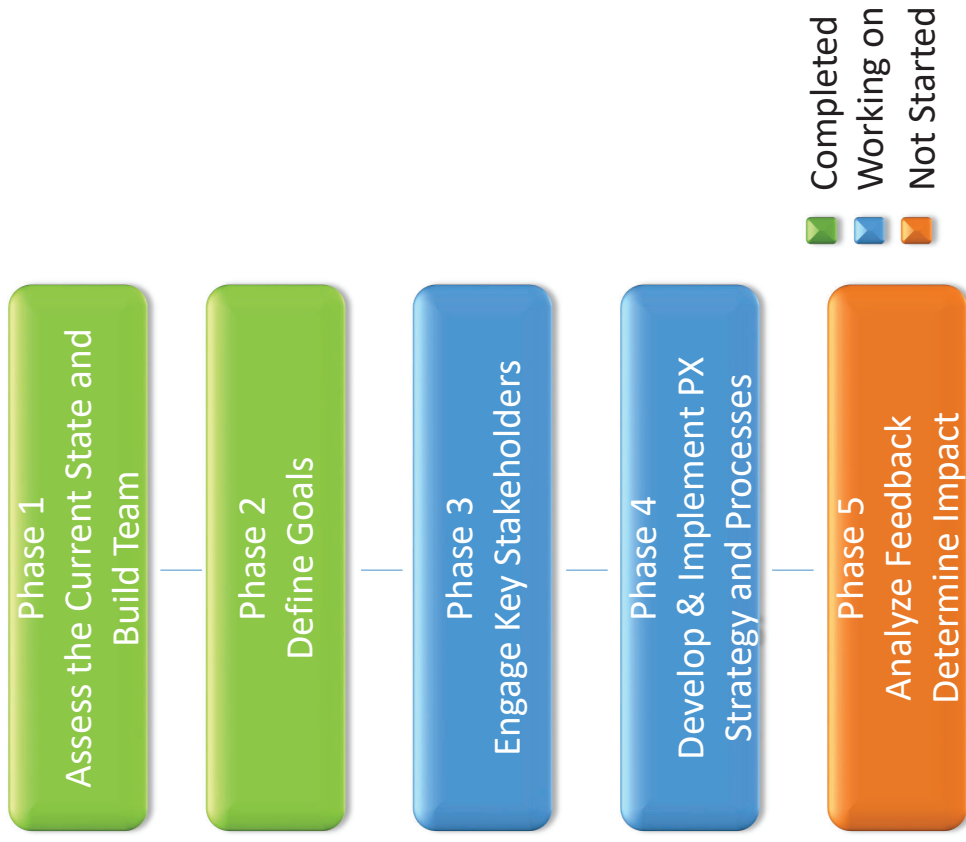 Phase 1
Assess the Current State and
Build Team
Phase 2
Define Goals
Phase 3
Engage Key Stakeholders
Phase 4
Develop & Implement PX
Strategy and Processes
Phase 5
Analyze Feedback
Determine Impact
Completed
Working on
Not Started